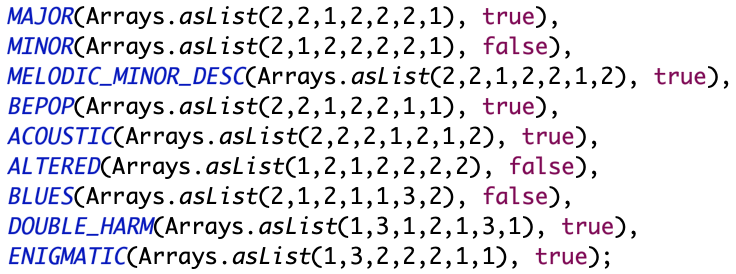 MAJOR(Arrays.asList(2,2,1,2,2,2,1), true),
MINOR(Arrays.asList(2,1,2,2,2,2,1), false),
MELODIC_MINOR_DESC(Arrays.asList(2,2,1,2,2,1,2), true),
BEPOP(Arrays.asList(2,2,1,2,2,1,1), true),
ACOUSTIC(Arrays.asList(2,2,2,1,2,1,2), true),
ALTERED(Arrays.asList(1,2,1,2,2,2,2), false),
BLUES(Arrays.asList(2,1,2,1,1,3,2), false),
DOUBLE_HARM(Arrays.asList(1,3,1,2,1,3,1), true),
ENIGMATIC(Arrays.asList(1,3,2,2,2,1,1), true);